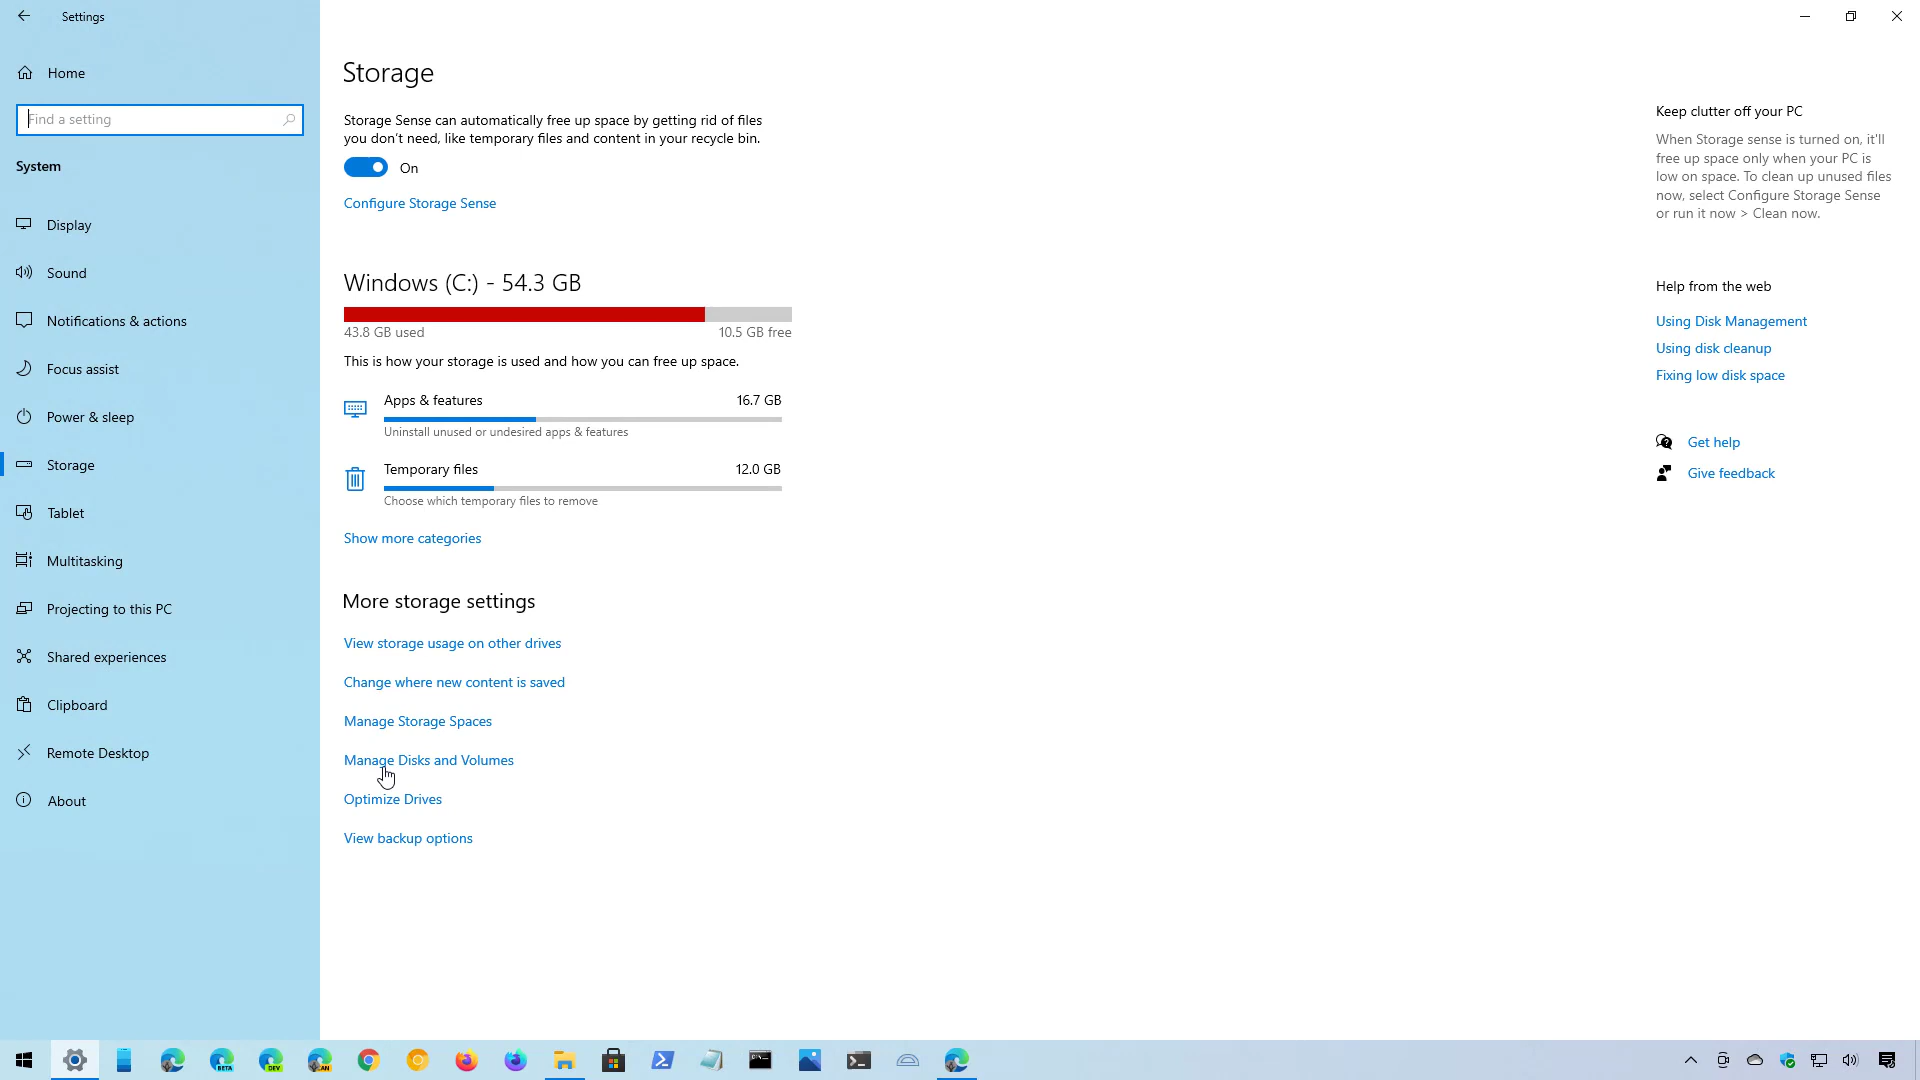 Settings
Home
Find a setting
System
Display
Sound
Notifications & actions
Focus assist
Power & sleep
Storage
Tablet
Multitasking
Projecting to this PC
Shared experiences
Clipboard
Remote Desktop
About
Storage
Storage Sense can automatically free up space by getting rid of files
you don't need, like temporary files and content in your recycle bin.
On
Configure Storage Sense
Windows (C:) - 54.3 GB
43.8 GB used 10.5 GB free
This is how your storage is used and how you can free up space.
Apps & features 16.7 GB
Uninstall unused or undesired apps & features
Temporary files 12.0 GB
Choose which temporary files to remove
Show more categories
More storage settings
View storage usage on other drives
Change where new content is saved
Manage Storage Spaces
Manage Disks and Volumes
Optimize Drives
View backup options
Keep clutter off your PC
When Storage sense is turned on, it'll
free up space only when your PC is
low on space. To clean up unused files
now, select Configure Storage Sense
or run it now > Clean now.
Help from the web
Using Disk Management
Using disk cleanup
Fixing low disk space
Get help
Give feedback
BETA
DEV